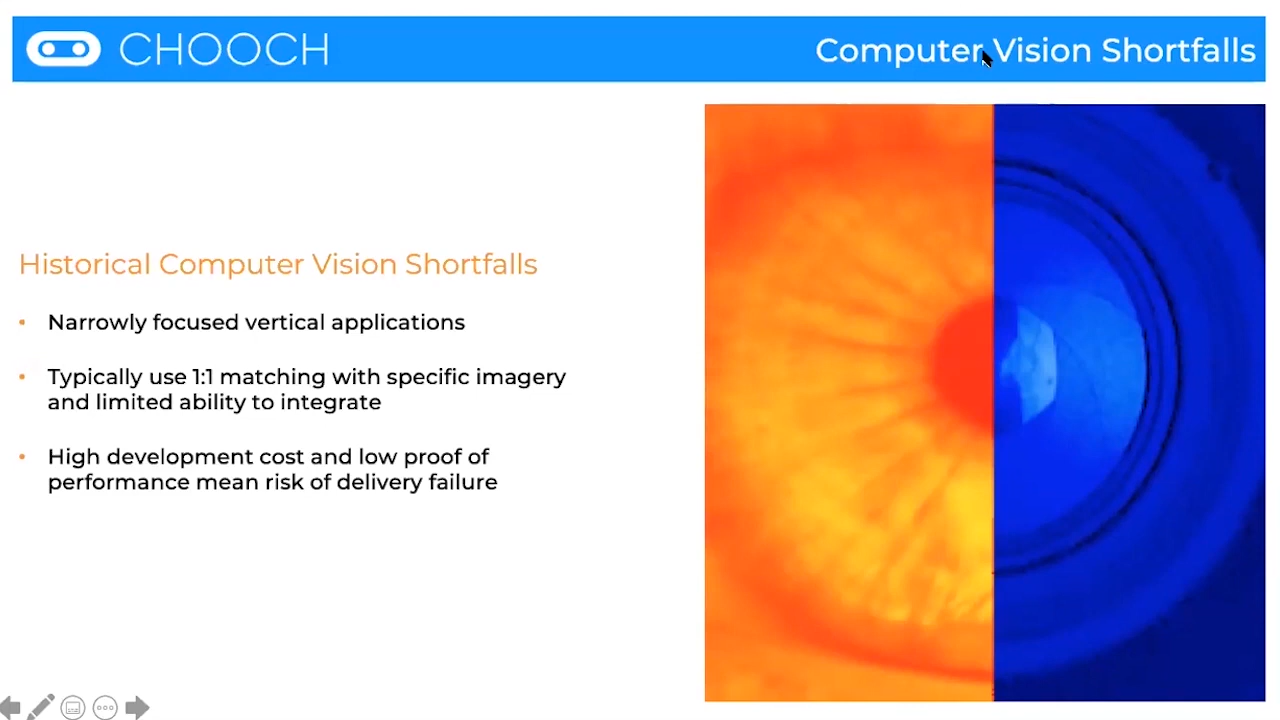 CHOOCH
Computer Vision Shortfalls
Historical Computer Vision Shortfalls
• Narrowly focused vertical applications
• Typically use 1:1 matching with specific imagery
and limited ability to integrate
• High development cost and low proof of
performance mean risk of delivery failure